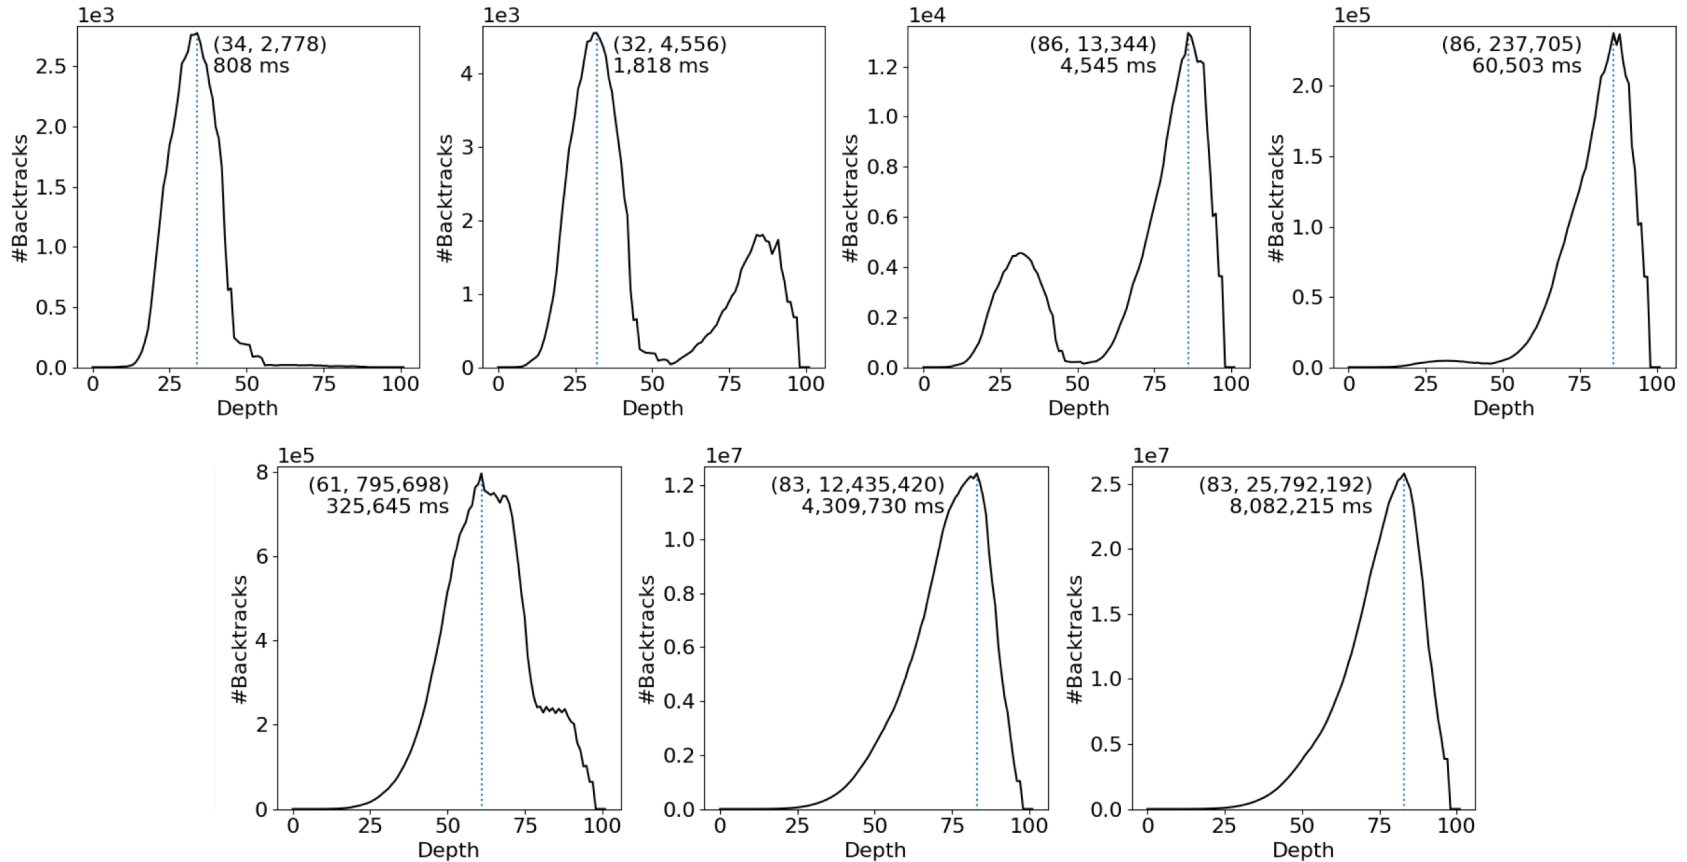 1e3
(34, 2,778)
808 ms
2.5
2.0
1.5
1.0
0.5
0.0
#Backtracks
0 25 50 75 100
Depth
1e3
(32, 4,556)
1,818 ms
4
3
2
1
0
#Backtracks
0 25 50 75 100
Depth
1e4
(86, 13,344)
4,545 ms
1.2
1.0
0.8
0.6
0.4
0.2
0.0
#Backtracks
0 25 50 75 100
Depth
1e5
(86, 237,705)
60,503 ms
2.0
1.5
1.0
0.5
0.0
#Backtracks
0 25 50 75 100
Depth
1e5
(61, 795,698)
325,645 ms
8
6
4
2
0
#Backtracks
0 25 50 75 100
Depth
1e7
(83, 12,435,420)
4,309,730 ms
1.2
1.0
0.8
0.6
0.4
0.2
0.0
#Backtracks
0 25 50 75 100
Depth
1e7
(83, 25,792,192)
8,082,215 ms
2.5
2.0
1.5
1.0
0.5
0.0
#Backtracks
0 25 50 75 100
Depth